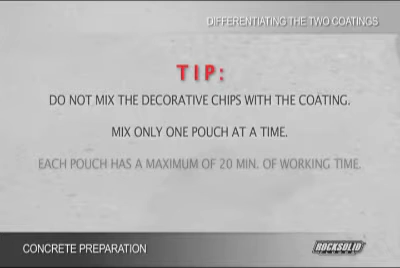 DIFFERENTIATING THE TWO COATINGS
TIP:
DO NOT MIX THE DECORATIVE CHIPS WITH THE COATING.
MIX ONLY ONE POUCH AT A TIME.
EACH POUCH HAS A MAXIMUM OF 20 MIN. OF WORKING TIME.
CONCRETE PREPARATION
ROCKSOLID